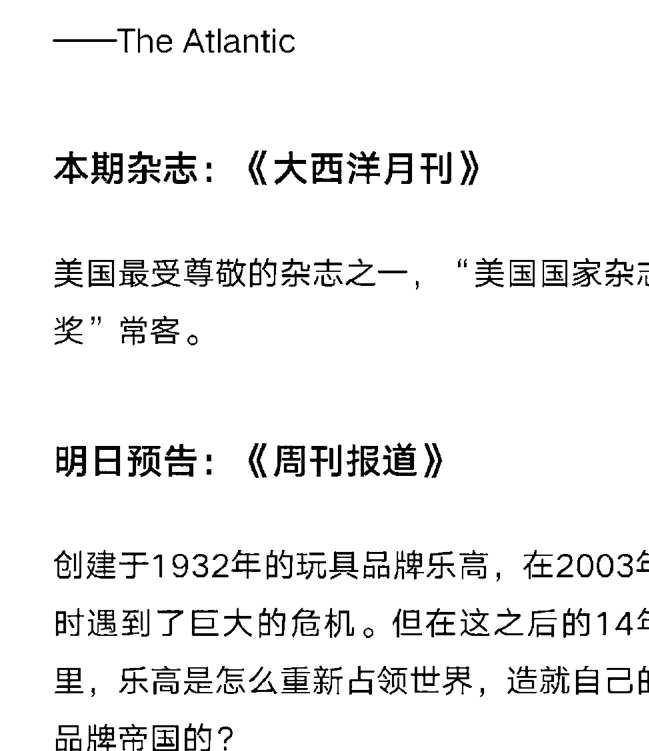 ——The Atlantic
本期杂志：《大西洋月刊》
美国最受尊敬的杂志之一，“美国国家杂志
奖”常客。
明日预告：《周刊报道》
创建于1932年的玩具品牌乐高，在2003年
时遇到了巨大的危机。但在这之后的14年
里，乐高是怎么重新占领世界，造就自己的
品牌帝国的？